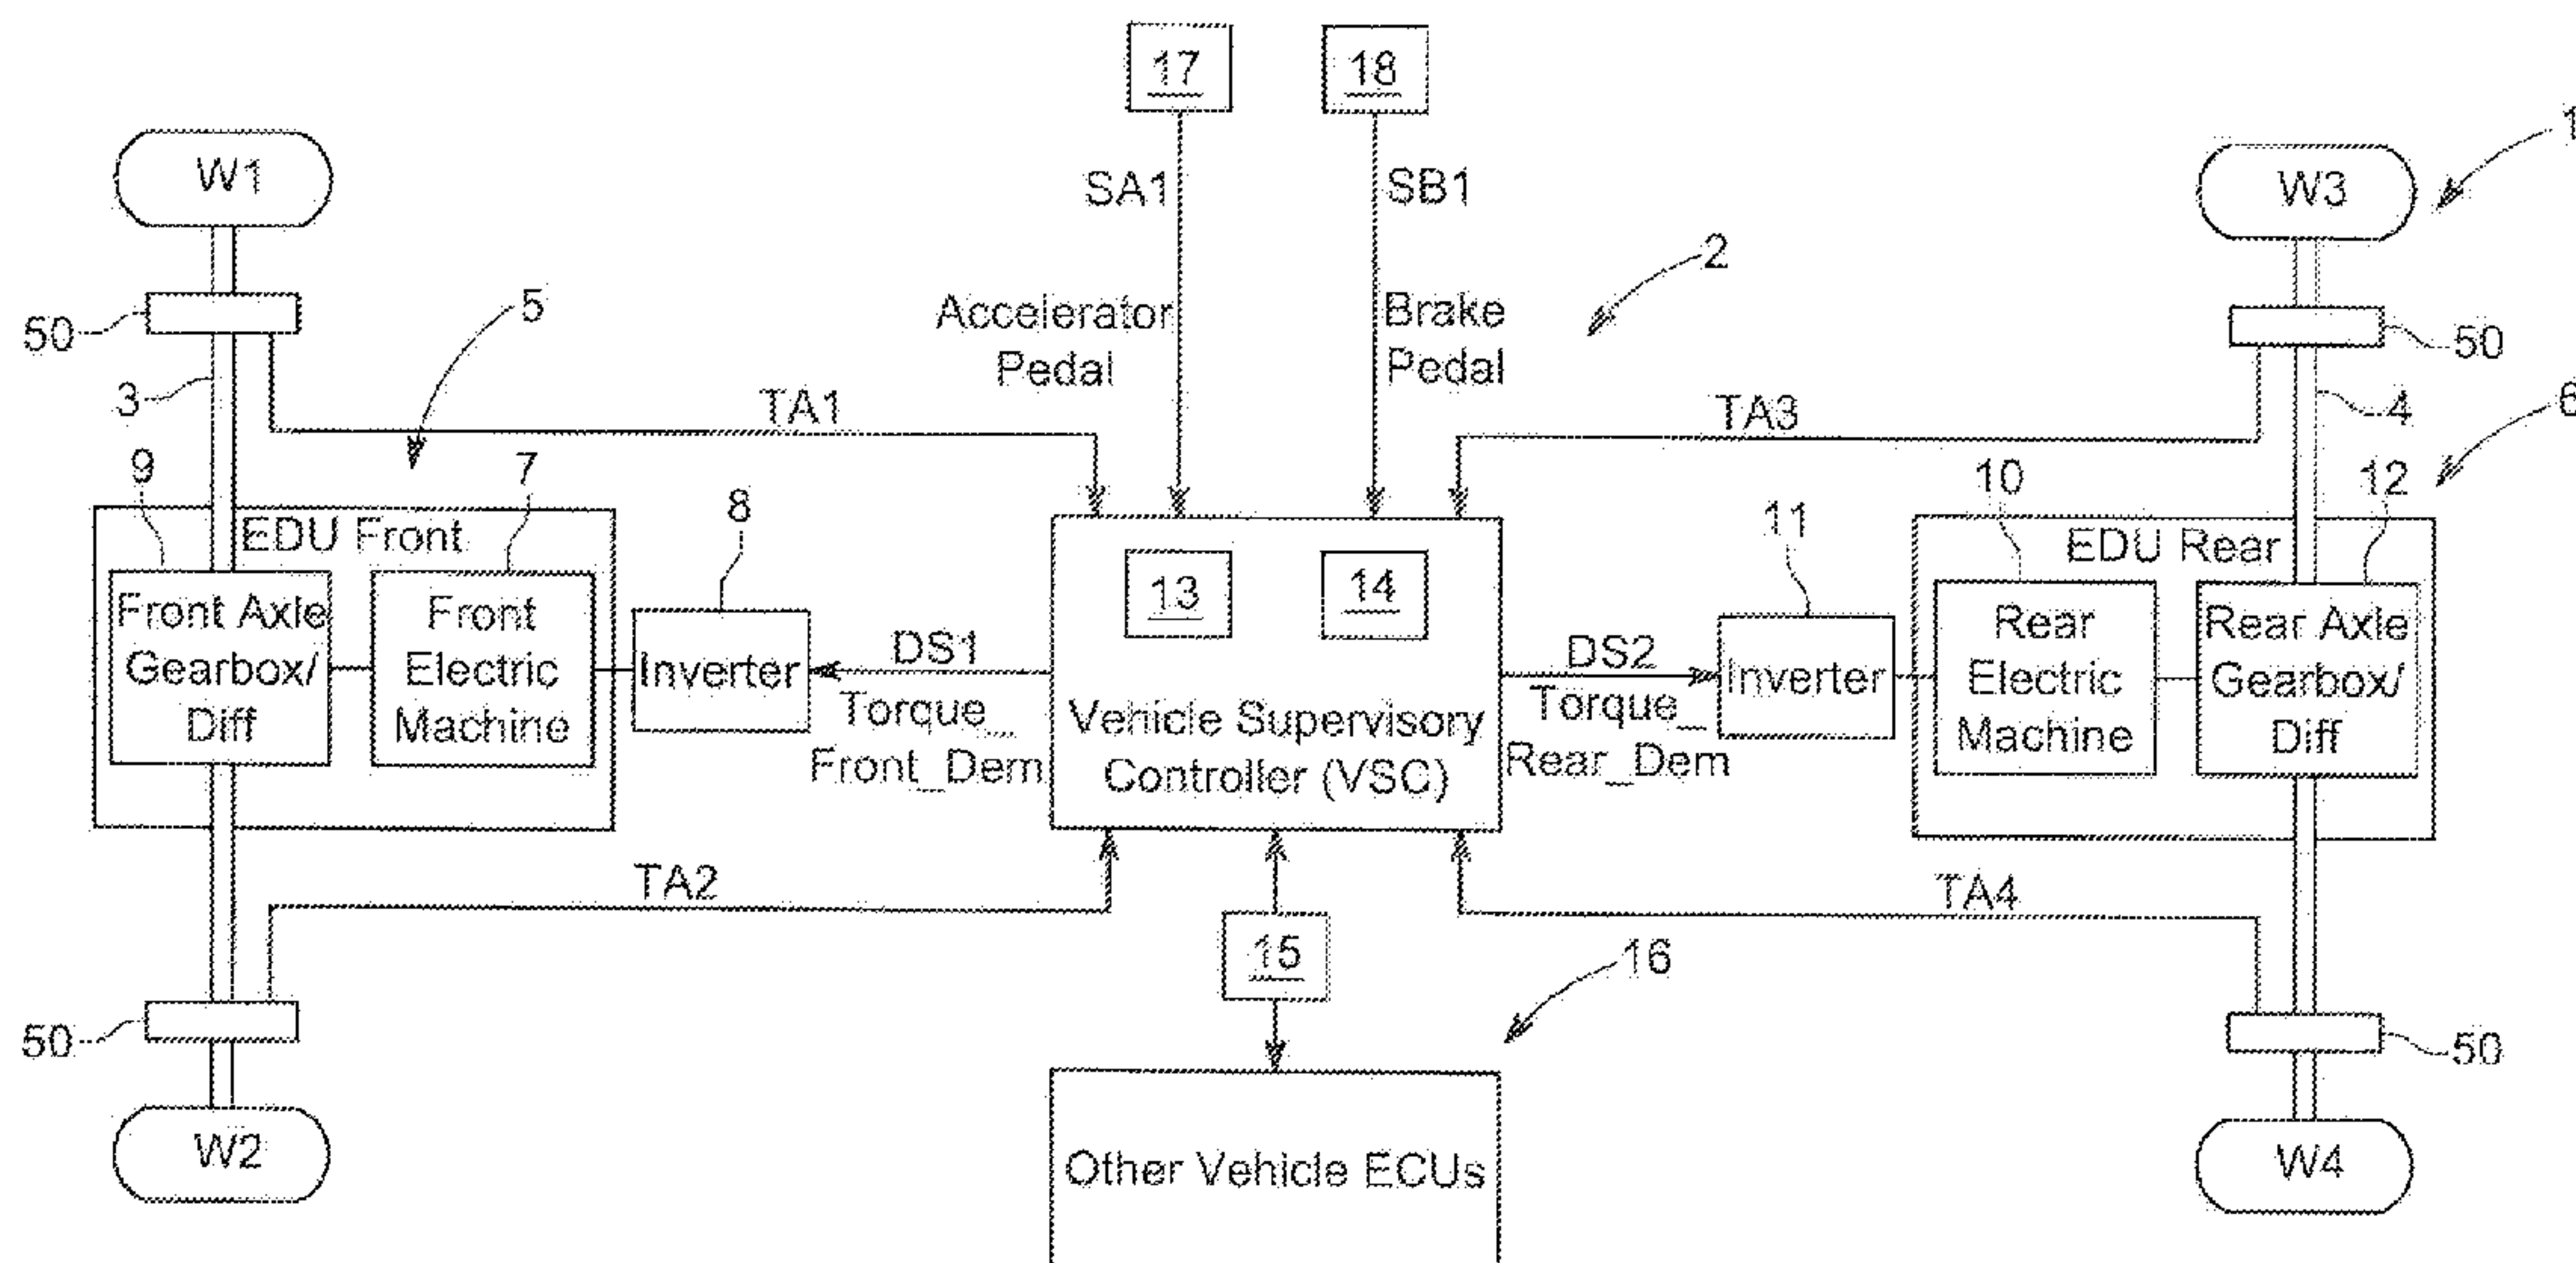 17
18
1
W1
W3
SA1
SB1
2
5
Accelerator
Pedal
Brake
Pedal
50
50
3
TA1
TA3
4
6
9
7
8
10
12
11
EDU Front
EDU Rear
13
14
Front Axle
Gearbox/
Diff
Front
Electric
Machine
Inverter
DS1
Torque_
Front_Dem
Vehicle Supervisory
Controller (VSC)
DS2
Torque_
Rear_Dem
Inverter
Rear
Electric
Machine
Rear Axle
Gearbox/
Diff
TA2
TA4
15
16
50
50
W2
W4
Other Vehicle ECUs